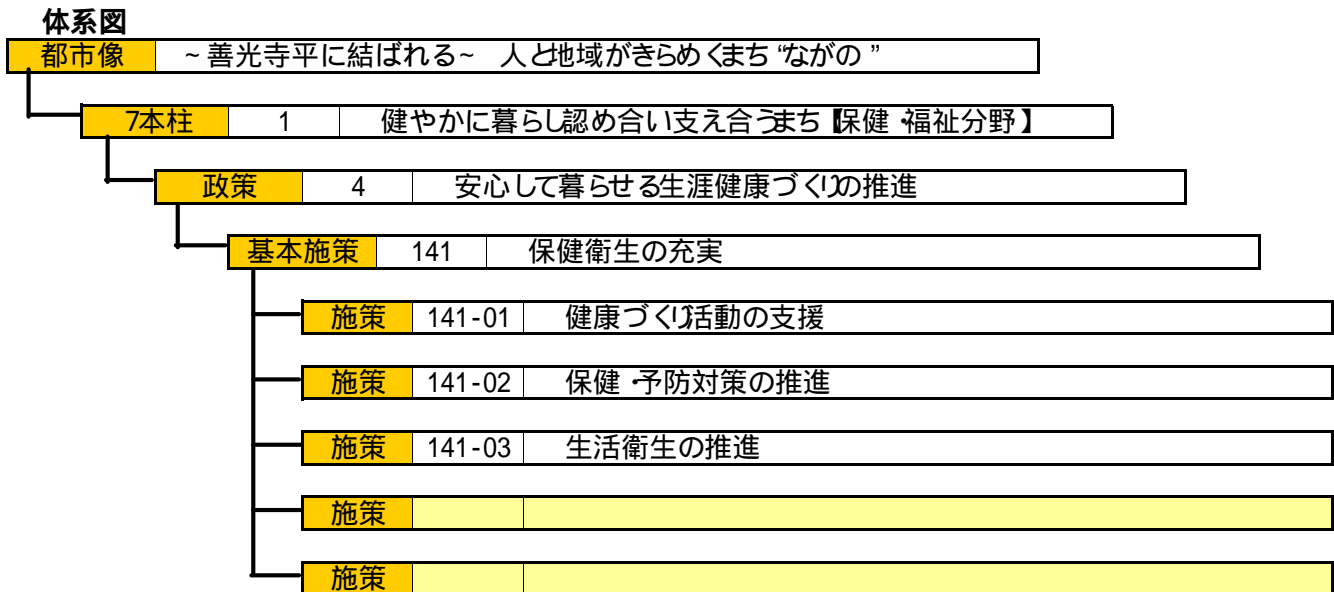 体系図
都市像 ~善光寺平に結ばれる~ 人と地域がきらめくまち“ながの”
7本柱 1 健やかに暮らし認め合い支え合うまち【保健・福祉分野】
政策 4 安心して暮らせる生涯健康づくりの推進
基本施策 141 保健衛生の充実
施策 141-01 健康づくり活動の支援
施策 141-02 保健・予防対策の推進
施策 141-03 生活衛生の推進
施策
施策